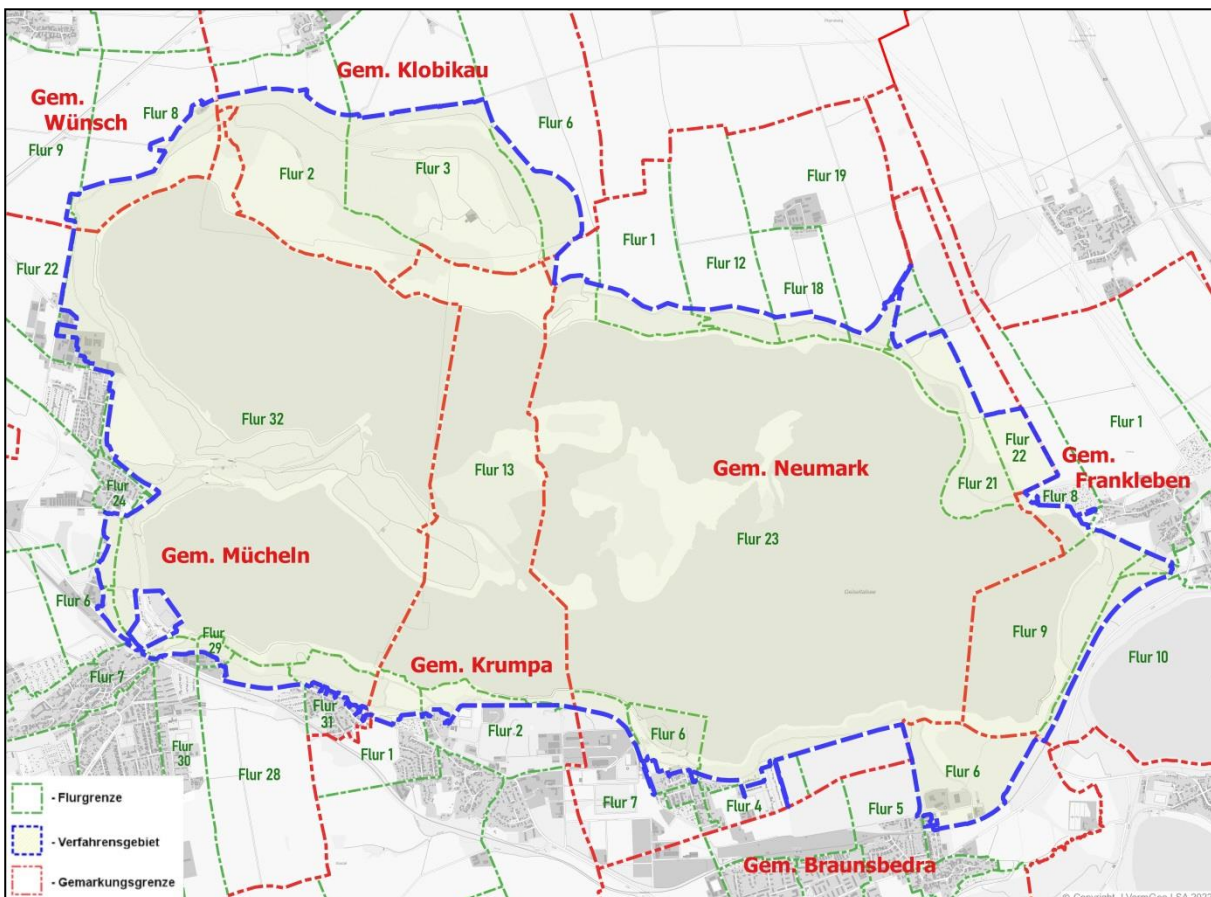 Gem. Klobikau
Gem.
Wünsch
Flur 8
Flur 9
Flur 6
Flur 2
Flur 3
Flur 19
Flur 1
Flur 12
Flur 18
Flur 22
Flur 32
Flur 13
Gem. Neumark
Flur 23
Flur 21
Flur
22
Flur 1
Gem.
Frankleben
Flur 8
Flur
24
Gem. Mücheln
Flur 6
Flur
29
Flur 7
Gem. Krumpa
Flur 9
Flur 10
Flur
31
Flur 1
Flur 2
Flur 6
Flur 6
Flur
30
Flur 28
Flur 7
Flur 4
Flur 5
Gem. Braunsbedra
- Flurgrenze
- Verfahrensgebiet
- Gemarkungsgrenze